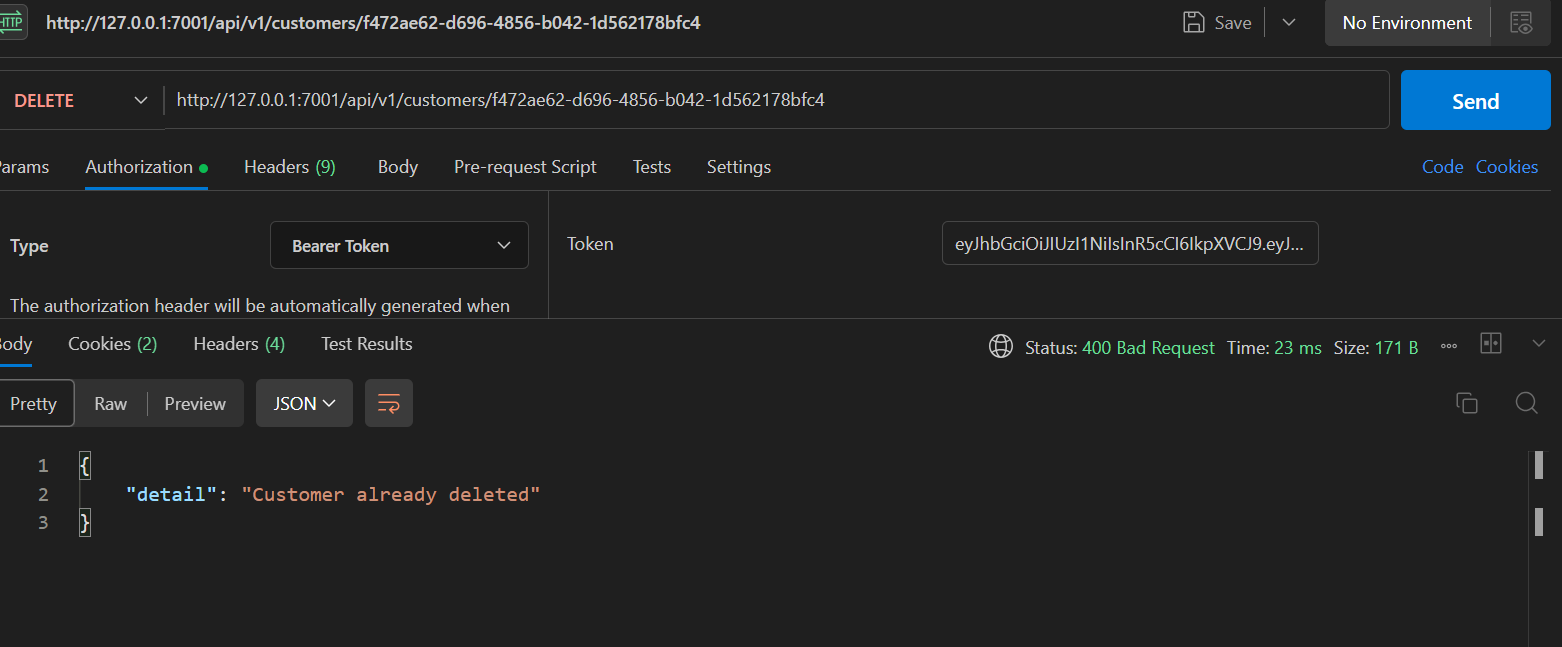 HTTP http://127.0.0.1:7001/api/v1/customers/f472ae62-d696-4856-b042-1d562178bfc4 Save No Environment
DELETE http://127.0.0.1:7001/api/v1/customers/f472ae62-d696-4856-b042-1d562178bfc4 Send
arams Authorization Headers (9) Body Pre-request Script Tests Settings Code Cookies
Type Bearer Token Token eyJhbGciOiJIUzI1NiIsInR5cCI6IkpXVCJ9.eyJ...
The authorization header will be automatically generated when
ody Cookies (2) Headers (4) Test Results Status: 400 Bad Request Time: 23 ms Size: 171 B
Pretty Raw Preview JSON
1 {
2 "detail": "Customer already deleted"
3 }